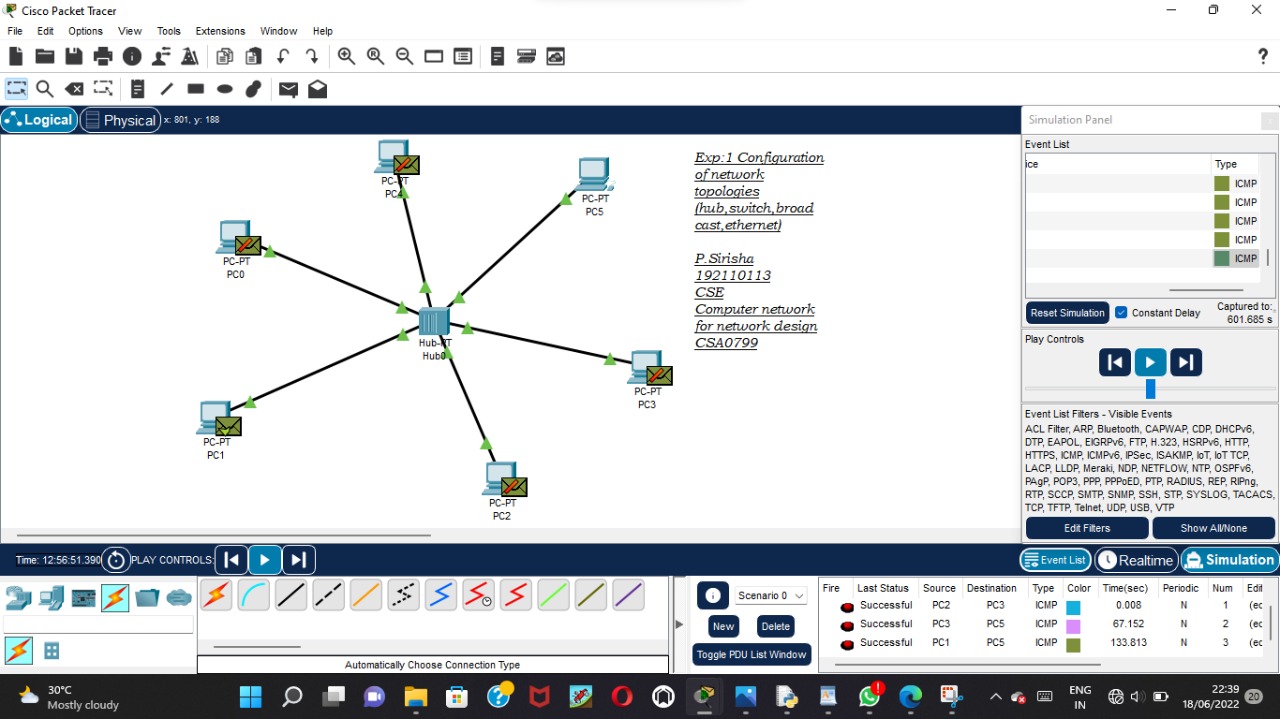 Cisco Packet Tracer
File Edit Options View Tools Extensions Window Help
?
Logical Physical x: 801, y: 188
PC-PT
PC4
PC-PT
PC5
PC-PT
PC0
Hub-PT
Hub0
PC-PT
PC3
PC-PT
PC1
PC-PT
PC2
Exp:1 Configuration
of network
topologies
(hub,switch,broad
cast,ethernet)
P.Sirisha
192110113
CSE
Computer network
for network design
CSA0799
Simulation Panel
Event List
ice Type
ICMP
ICMP
ICMP
ICMP
ICMP
Reset Simulation Constant Delay Captured to:
601.685 s
Play Controls
Event List Filters - Visible Events
ACL Filter, ARP, Bluetooth, CAPWAP, CDP, DHCPv6,
DTP, EAPOL, EIGRPv6, FTP, H.323, HSRPv6, HTTP,
HTTPS, ICMP, ICMPv6, IPSec, ISAKMP, IoT, IoT TCP,
LACP, LLDP, Meraki, NDP, NETFLOW, NTP, OSPFv6,
PAgP, POP3, PPP, PPPoED, PTP, RADIUS, REP, RIPng,
RTP, SCCP, SMTP, SNMP, SSH, STP, SYSLOG, TACACS,
TCP, TFTP, Telnet, UDP, USB, VTP
Edit Filters Show All/None
Time: 12:56:51.390 PLAY CONTROLS:
Event List Realtime Simulation
Automatically Choose Connection Type
Scenario 0
New Delete
Toggle PDU List Window
Fire Last Status Source Destination Type Color Time(sec) Periodic Num Edi
Successful PC2 PC3 ICMP 0.008 N 1 (ec
Successful PC3 PC5 ICMP 67.152 N 2 (ec
Successful PC1 PC5 ICMP 133.813 N 3 (ec
30°C
Mostly cloudy
ENG
IN
22:39
18/06/2022
20